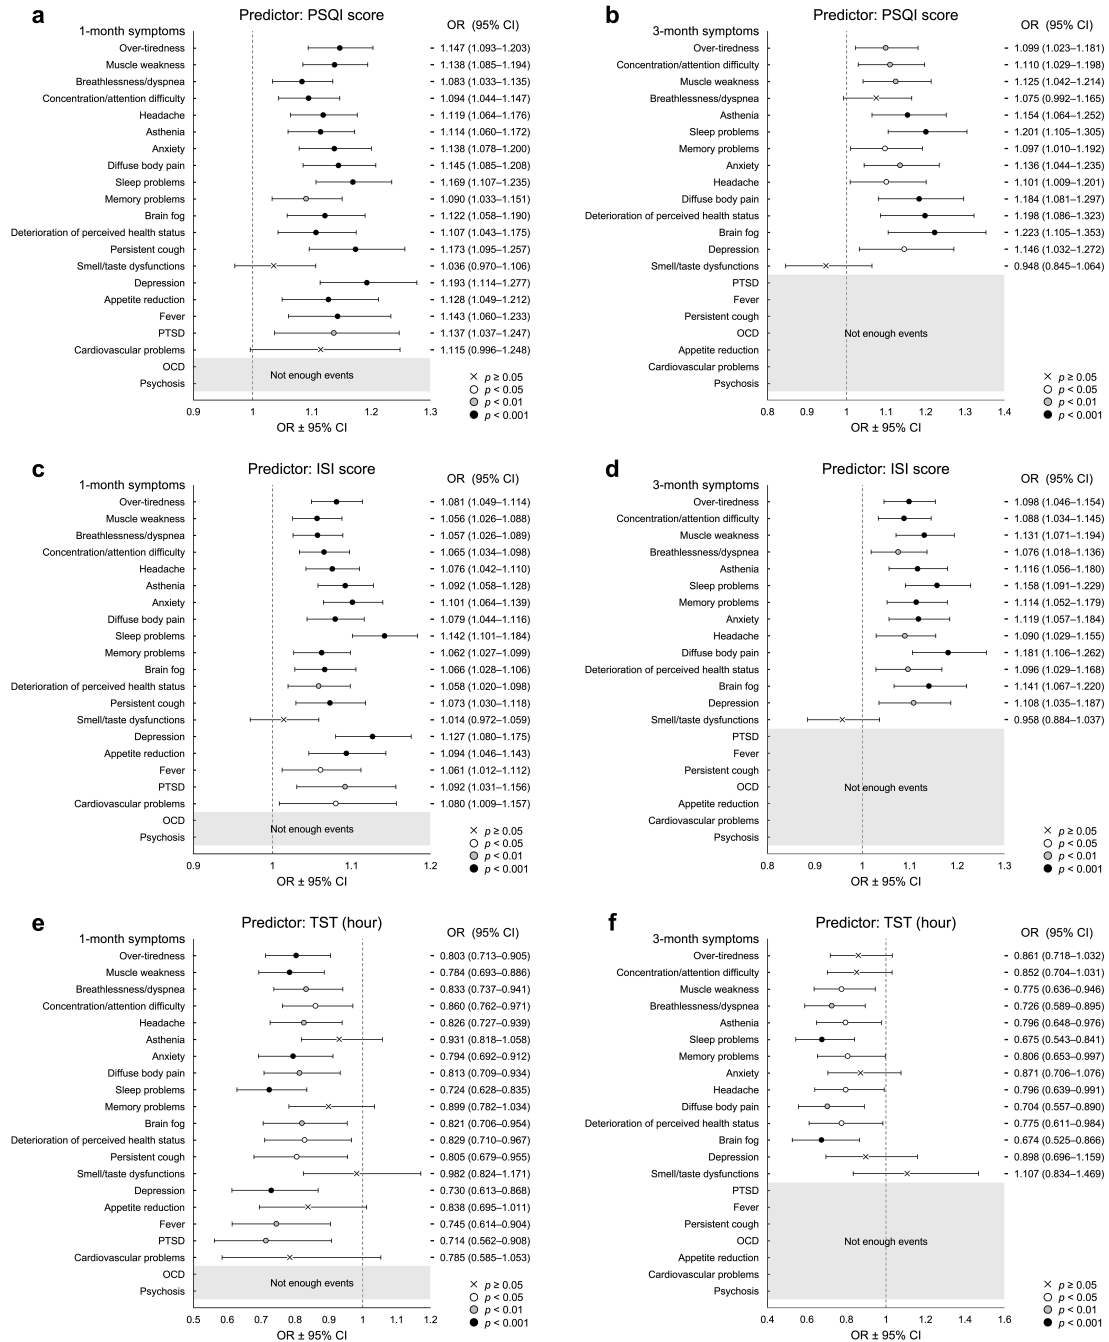 a
Predictor: PSQI score
OR (95% CI)
1-month symptoms
Over-tiredness 1.147 (1.093–1.203)
Muscle weakness 1.138 (1.085–1.194)
Breathlessness/dyspnea 1.083 (1.033–1.135)
Concentration/attention difficulty 1.094 (1.044–1.147)
Headache 1.119 (1.064–1.176)
Asthenia 1.114 (1.060–1.172)
Anxiety 1.138 (1.078–1.200)
Diffuse body pain 1.145 (1.085–1.208)
Sleep problems 1.169 (1.107–1.235)
Memory problems 1.090 (1.033–1.151)
Brain fog 1.122 (1.058–1.190)
Deterioration of perceived health status 1.107 (1.043–1.175)
Persistent cough 1.173 (1.095–1.257)
Smell/taste dysfunctions 1.036 (0.970–1.106)
Depression 1.193 (1.114–1.277)
Appetite reduction 1.128 (1.049–1.212)
Fever 1.143 (1.060–1.233)
PTSD 1.137 (1.037–1.247)
Cardiovascular problems 1.115 (0.996–1.248)
OCD
Not enough events
Psychosis
p ≥ 0.05
p < 0.05
p < 0.01
p < 0.001
0.9 1 1.1 1.2 1.3
OR ± 95% CI
b
Predictor: PSQI score
OR (95% CI)
3-month symptoms
Over-tiredness 1.099 (1.023–1.181)
Concentration/attention difficulty 1.110 (1.029–1.198)
Muscle weakness 1.125 (1.042–1.214)
Breathlessness/dyspnea 1.075 (0.992–1.165)
Asthenia 1.154 (1.064–1.252)
Sleep problems 1.201 (1.105–1.305)
Memory problems 1.097 (1.010–1.192)
Anxiety 1.136 (1.044–1.235)
Headache 1.101 (1.009–1.201)
Diffuse body pain 1.184 (1.081–1.297)
Deterioration of perceived health status 1.198 (1.086–1.323)
Brain fog 1.223 (1.105–1.353)
Depression 1.146 (1.032–1.272)
Smell/taste dysfunctions 0.948 (0.845–1.064)
PTSD
Fever
Persistent cough
OCD Not enough events
Appetite reduction
Cardiovascular problems
Psychosis
p ≥ 0.05
p < 0.05
p < 0.01
p < 0.001
0.8 0.9 1 1.1 1.2 1.3 1.4
OR ± 95% CI
c
Predictor: ISI score
OR (95% CI)
1-month symptoms
Over-tiredness 1.081 (1.049–1.114)
Muscle weakness 1.056 (1.026–1.088)
Breathlessness/dyspnea 1.057 (1.026–1.089)
Concentration/attention difficulty 1.065 (1.034–1.098)
Headache 1.076 (1.042–1.110)
Asthenia 1.092 (1.058–1.128)
Anxiety 1.101 (1.064–1.139)
Diffuse body pain 1.079 (1.044–1.116)
Sleep problems 1.142 (1.101–1.184)
Memory problems 1.062 (1.027–1.099)
Brain fog 1.066 (1.028–1.106)
Deterioration of perceived health status 1.058 (1.020–1.098)
Persistent cough 1.073 (1.030–1.118)
Smell/taste dysfunctions 1.014 (0.972–1.059)
Depression 1.127 (1.080–1.175)
Appetite reduction 1.094 (1.046–1.143)
Fever 1.061 (1.012–1.112)
PTSD 1.092 (1.031–1.156)
Cardiovascular problems 1.080 (1.009–1.157)
OCD
Not enough events
Psychosis
p ≥ 0.05
p < 0.05
p < 0.01
p < 0.001
0.9 1 1.1 1.2
OR ± 95% CI
d
Predictor: ISI score
OR (95% CI)
3-month symptoms
Over-tiredness 1.098 (1.046–1.154)
Concentration/attention difficulty 1.088 (1.034–1.145)
Muscle weakness 1.131 (1.071–1.194)
Breathlessness/dyspnea 1.076 (1.018–1.136)
Asthenia 1.116 (1.056–1.180)
Sleep problems 1.158 (1.091–1.229)
Memory problems 1.114 (1.052–1.179)
Anxiety 1.119 (1.057–1.184)
Headache 1.090 (1.029–1.155)
Diffuse body pain 1.181 (1.106–1.262)
Deterioration of perceived health status 1.096 (1.029–1.168)
Brain fog 1.141 (1.067–1.220)
Depression 1.108 (1.035–1.187)
Smell/taste dysfunctions 0.958 (0.884–1.037)
PTSD
Fever
Persistent cough
OCD Not enough events
Appetite reduction
Cardiovascular problems
Psychosis
p ≥ 0.05
p < 0.05
p < 0.01
p < 0.001
0.8 0.9 1 1.1 1.2 1.3
OR ± 95% CI
e
Predictor: TST (hour)
OR (95% CI)
1-month symptoms
Over-tiredness 0.803 (0.713–0.905)
Muscle weakness 0.784 (0.693–0.886)
Breathlessness/dyspnea 0.833 (0.737–0.941)
Concentration/attention difficulty 0.860 (0.762–0.971)
Headache 0.826 (0.727–0.939)
Asthenia 0.931 (0.818–1.058)
Anxiety 0.794 (0.692–0.912)
Diffuse body pain 0.813 (0.709–0.934)
Sleep problems 0.724 (0.628–0.835)
Memory problems 0.899 (0.782–1.034)
Brain fog 0.821 (0.706–0.954)
Deterioration of perceived health status 0.829 (0.710–0.967)
Persistent cough 0.805 (0.679–0.955)
Smell/taste dysfunctions 0.982 (0.824–1.171)
Depression 0.730 (0.613–0.868)
Appetite reduction 0.838 (0.695–1.011)
Fever 0.745 (0.614–0.904)
PTSD 0.714 (0.562–0.908)
Cardiovascular problems 0.785 (0.585–1.053)
OCD
Not enough events
Psychosis
p ≥ 0.05
p < 0.05
p < 0.01
p < 0.001
0.5 0.6 0.7 0.8 0.9 1 1.1 1.2
OR ± 95% CI
f
Predictor: TST (hour)
OR (95% CI)
3-month symptoms
Over-tiredness 0.861 (0.718–1.032)
Concentration/attention difficulty 0.852 (0.704–1.031)
Muscle weakness 0.775 (0.636–0.946)
Breathlessness/dyspnea 0.726 (0.589–0.895)
Asthenia 0.796 (0.648–0.976)
Sleep problems 0.675 (0.543–0.841)
Memory problems 0.806 (0.653–0.997)
Anxiety 0.871 (0.706–1.076)
Headache 0.796 (0.639–0.991)
Diffuse body pain 0.704 (0.557–0.890)
Deterioration of perceived health status 0.775 (0.611–0.984)
Brain fog 0.674 (0.525–0.866)
Depression 0.898 (0.696–1.159)
Smell/taste dysfunctions 1.107 (0.834–1.469)
PTSD
Fever
Persistent cough
OCD Not enough events
Appetite reduction
Cardiovascular problems
Psychosis
p ≥ 0.05
p < 0.05
p < 0.01
p < 0.001
0.4 0.6 0.8 1 1.2 1.4 1.6
OR ± 95% CI